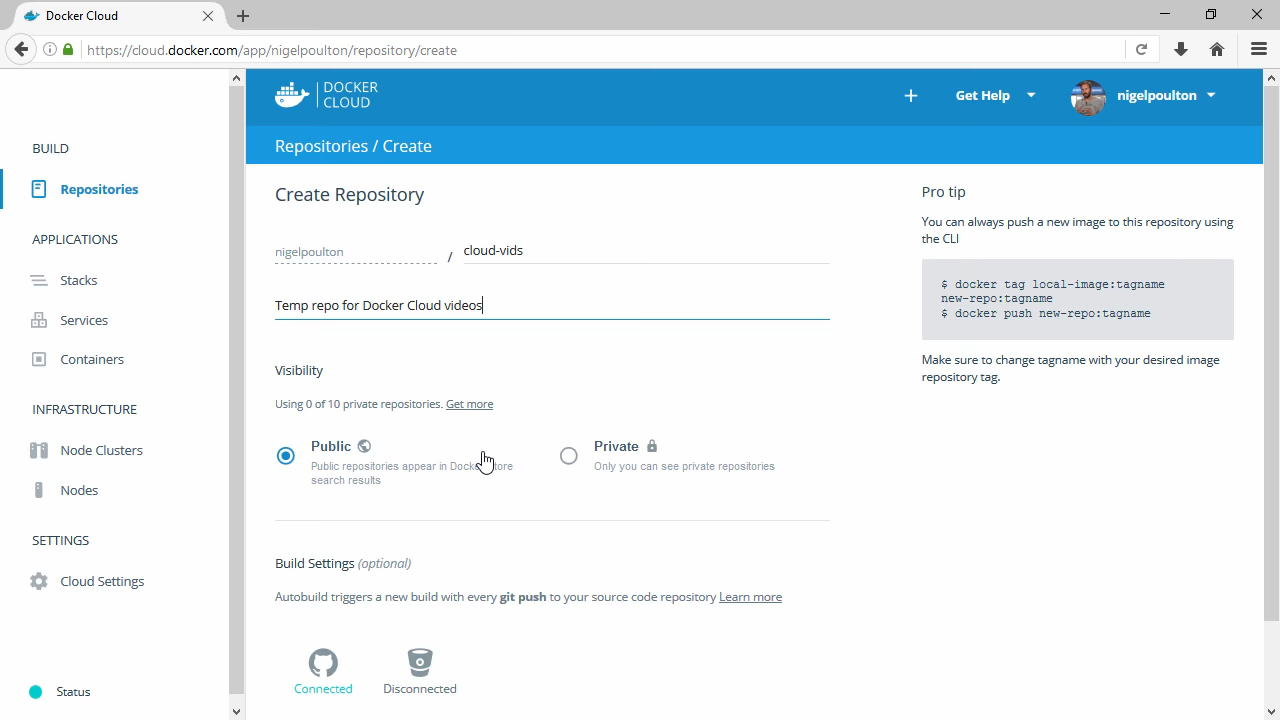 Docker Cloud
https://cloud.docker.com/app/nigelpoulton/repository/create
DOCKER
CLOUD
Get Help
nigelpoulton
BUILD
Repositories
APPLICATIONS
Stacks
Services
Containers
INFRASTRUCTURE
Node Clusters
Nodes
SETTINGS
Cloud Settings
Status
Repositories / Create
Create Repository
nigelpoulton / cloud-vids
Temp repo for Docker Cloud videos
Visibility
Using 0 of 10 private repositories. Get more
Public
Public repositories appear in Docker Store
search results
Private
Only you can see private repositories
Build Settings (optional)
Autobuild triggers a new build with every git push to your source code repository Learn more
Connected
Disconnected
Pro tip
You can always push a new image to this repository using
the CLI
$ docker tag local-image:tagname
new-repo:tagname
$ docker push new-repo:tagname
Make sure to change tagname with your desired image
repository tag.